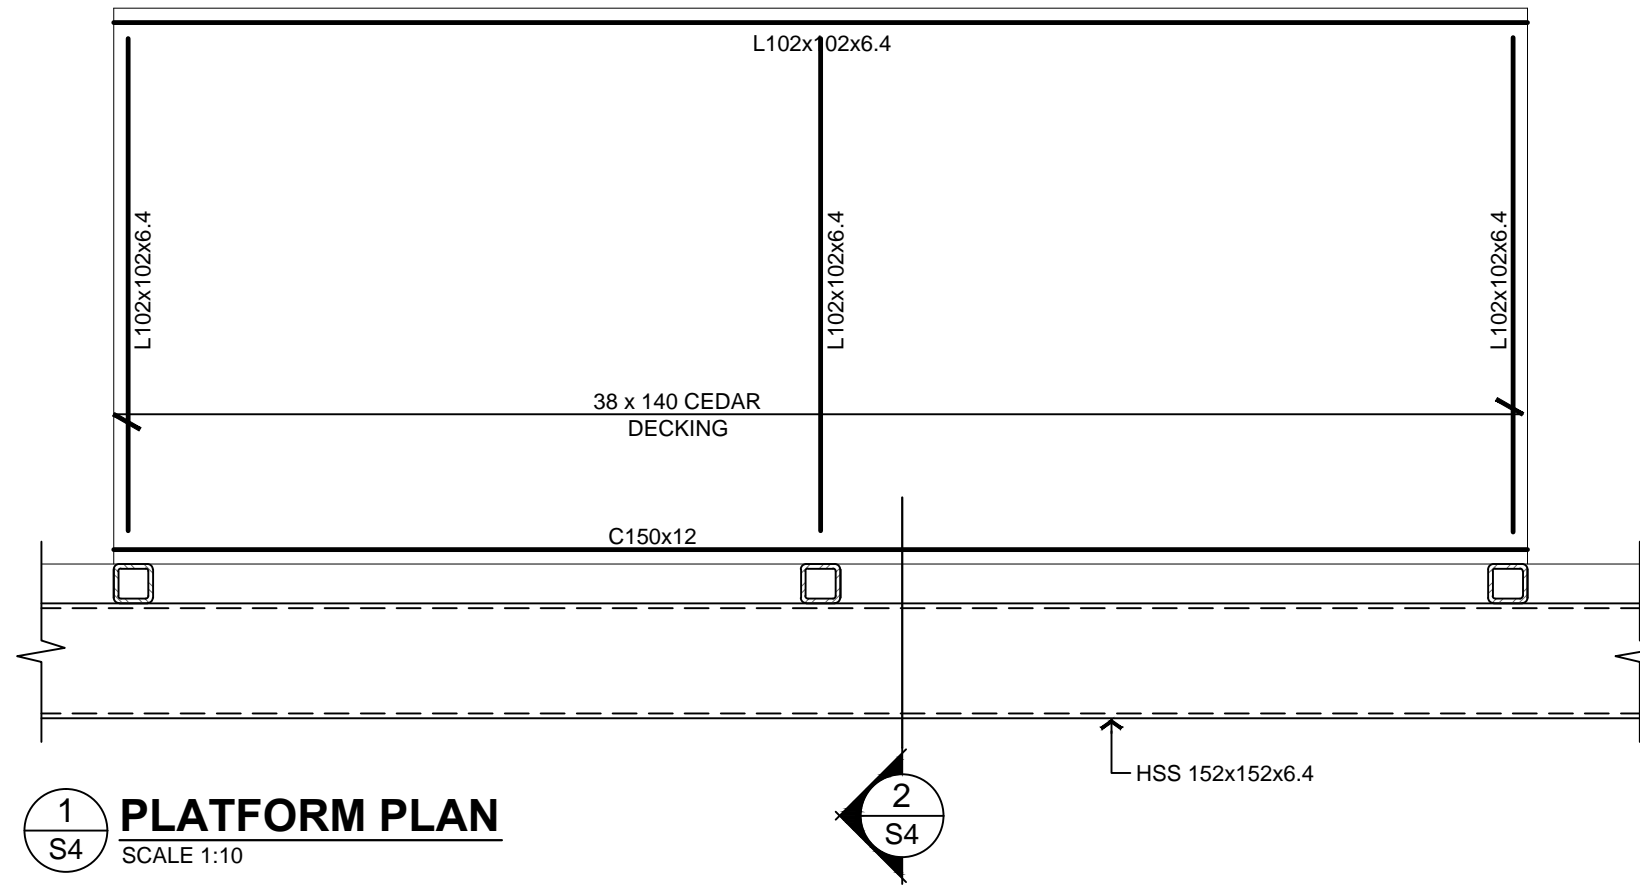 L102x102x6.4
L102x102x6.4
L102x102x6.4
L102x102x6.4
38 x 140 CEDAR
DECKING
C150x12
HSS 152x152x6.4
1
S4
PLATFORM PLAN
SCALE 1:10
2
S4